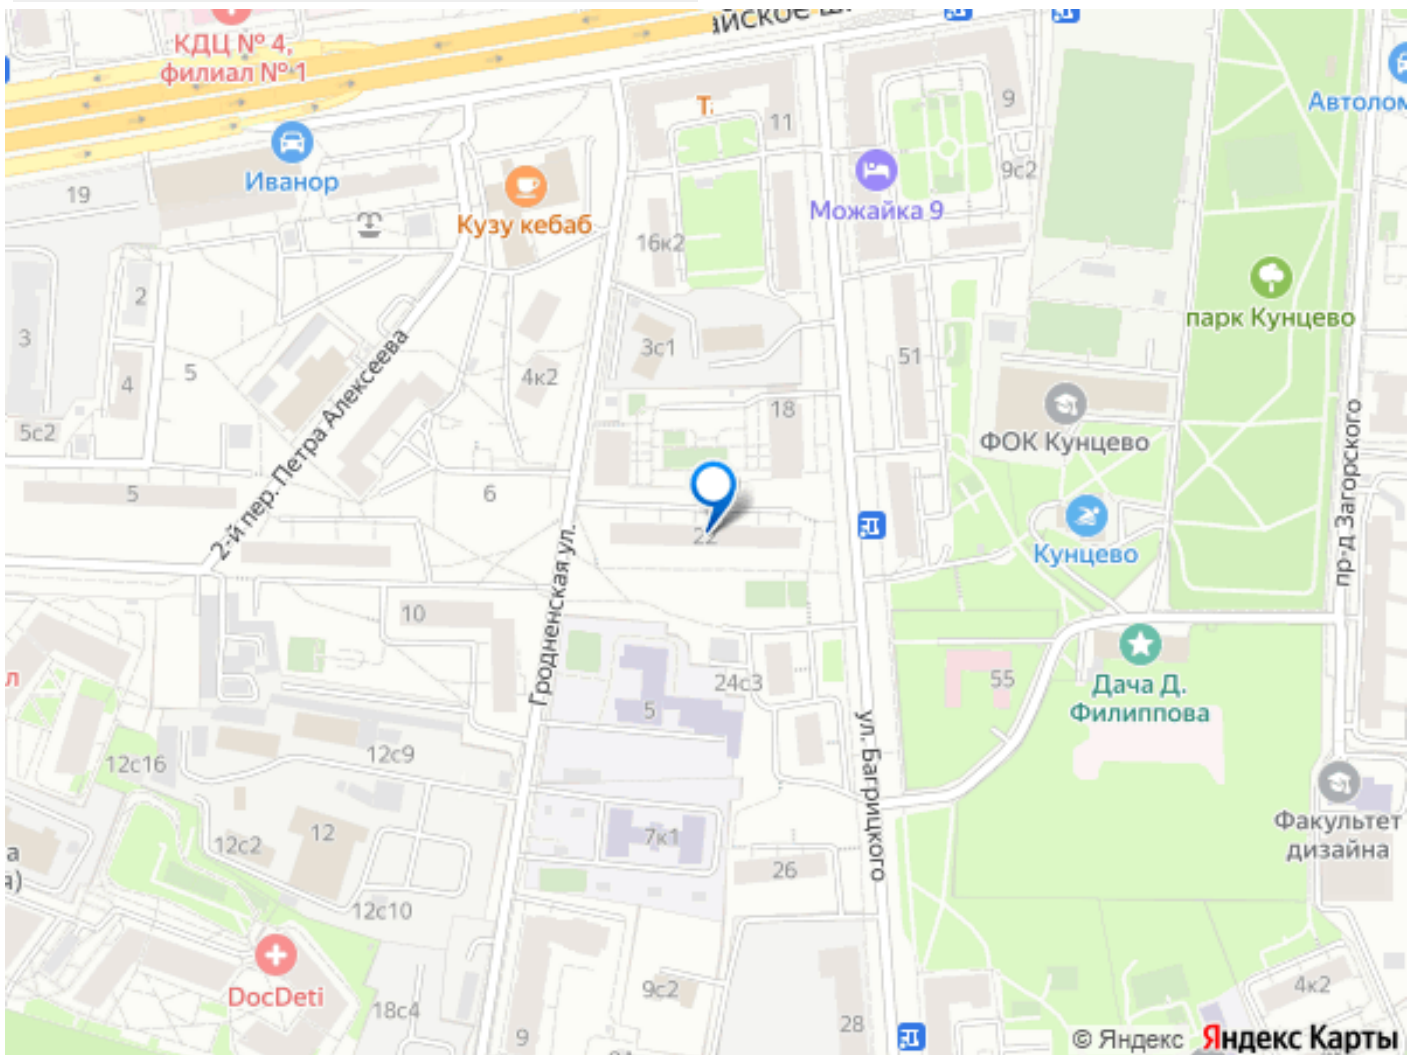 айское ш.
КДЦ № 4,
филиал № 1
Автолом
Т
11
9
9с2
Иванор
19
Кузу кебаб
Можайка 9
16к2
2
3
парк Кунцево
3с1
51
4
5
4к2
18
5с2
ФОК Кунцево
2-й пер. Петра Алексеева
5
6
22
Гродненская ул.
Кунцево
пр-д Загорского
10
л
24с3
55
Дача Д.
Филиппова
5
ул. Багрицкого
12с16
12с9
12
12с2
7к1
Факультет
дизайна
а
а)
26
12с10
DocDeti
18с4
9с2
4к2
9
28
© Яндекс Яндекс Карты